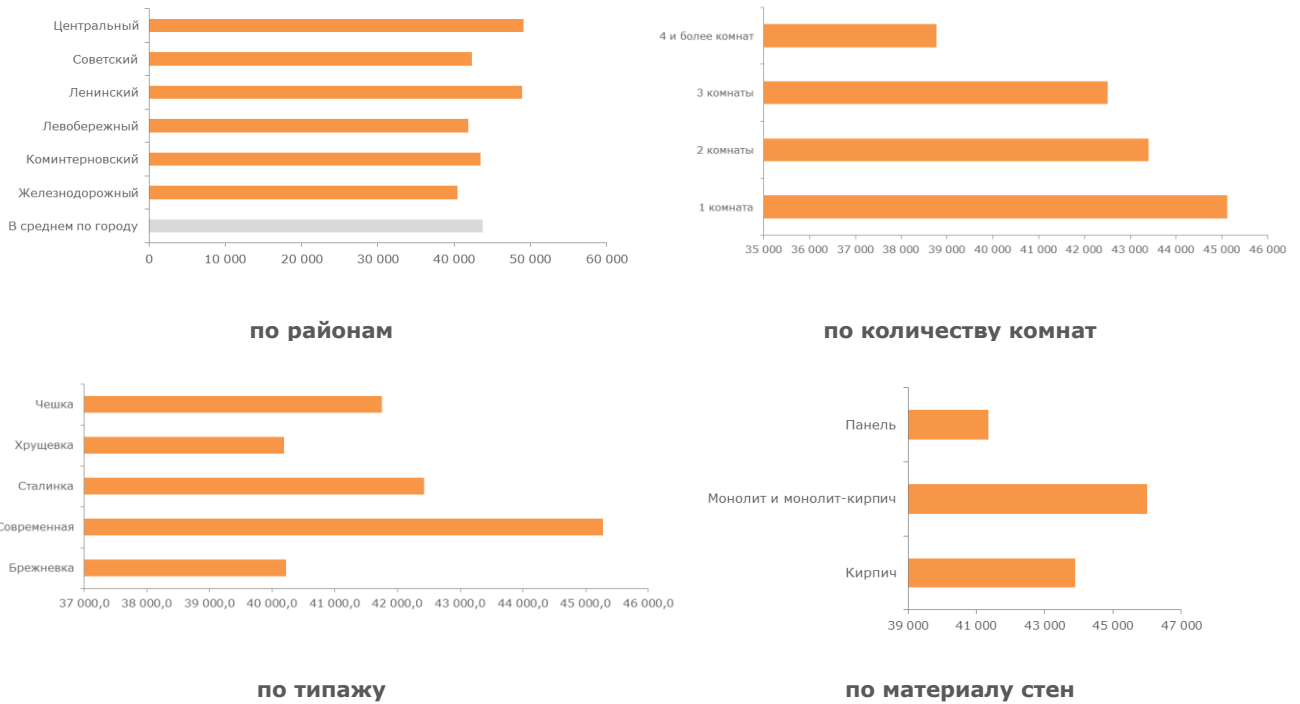 Центральный
Советский
Ленинский
Левобережный
Коминтерновский
Железнодорожный
В среднем по городу
0 10 000 20 000 30 000 40 000 50 000 60 000
по районам
4 и более комнат
3 комнаты
2 комнаты
1 комната
35 000 36 000 37 000 38 000 39 000 40 000 41 000 42 000 43 000 44 000 45 000 46 000
по количеству комнат
Чешка
Хрущевка
Сталинка
Современная
Брежневка
37 000,0 38 000,0 39 000,0 40 000,0 41 000,0 42 000,0 43 000,0 44 000,0 45 000,0 46 000,0
по типажу
Панель
Монолит и монолит-кирпич
Кирпич
39 000 41 000 43 000 45 000 47 000
по материалу стен